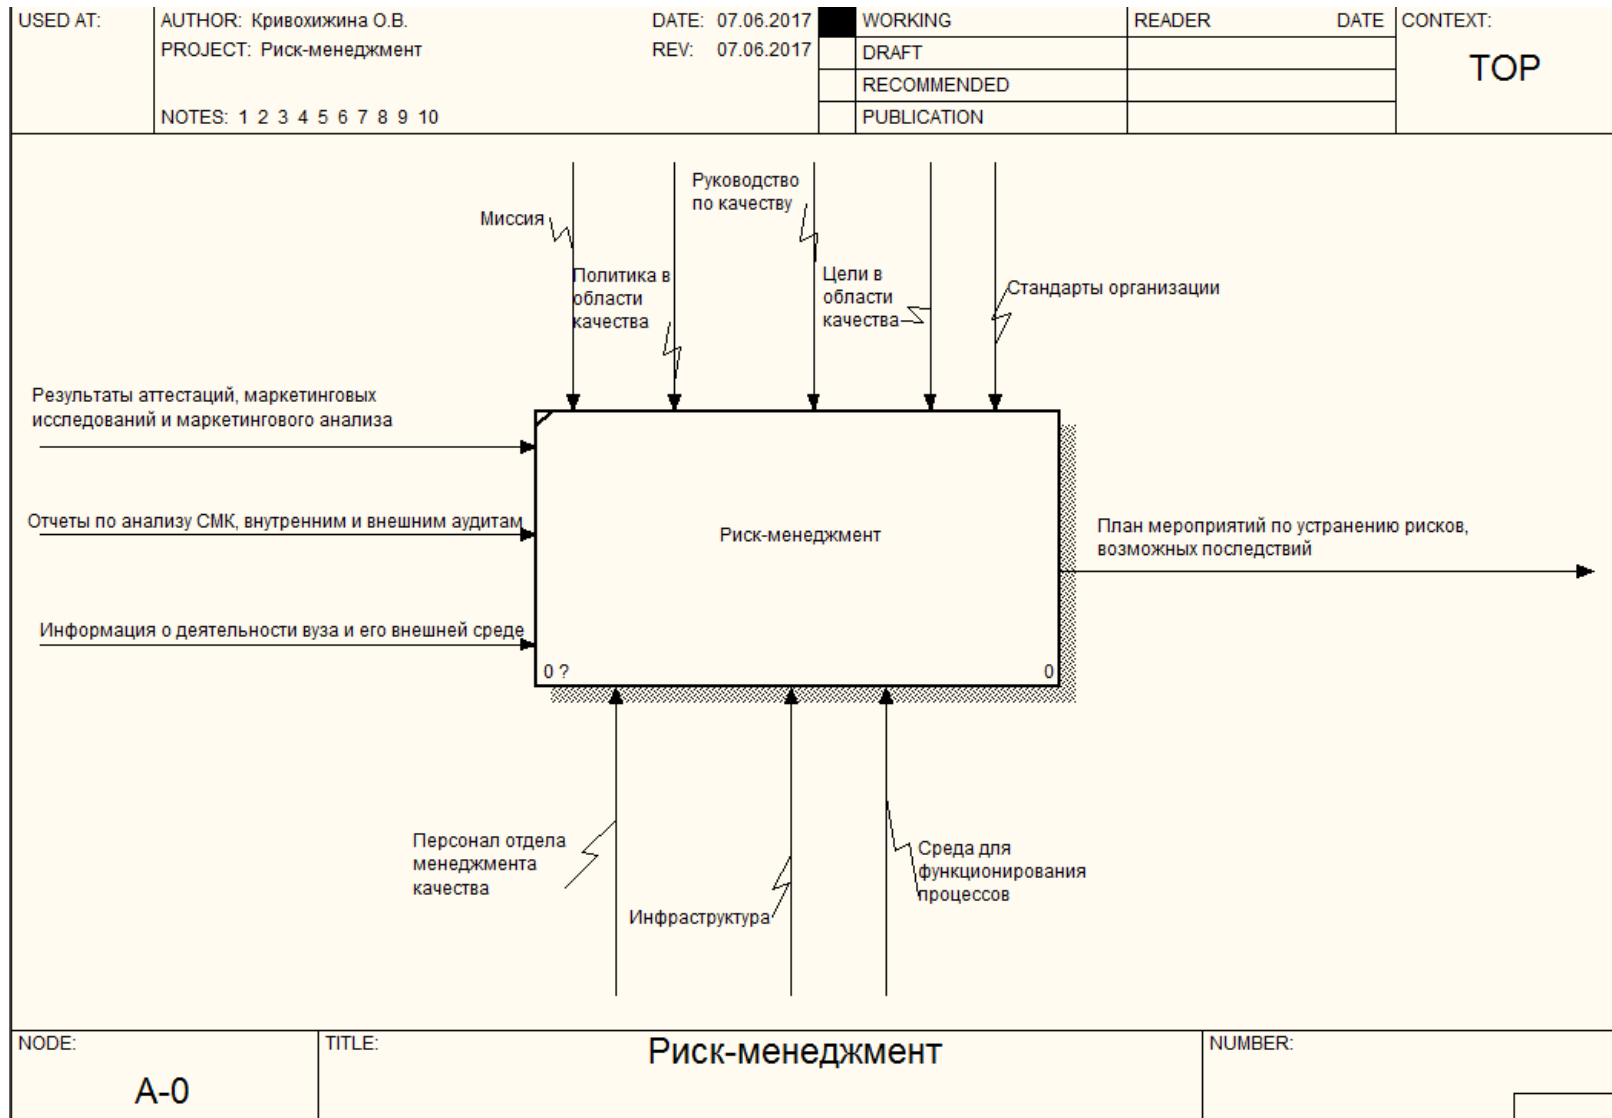 USED AT:
AUTHOR: Кривохижина О.В.
DATE: 07.06.2017
WORKING
READER
DATE
CONTEXT:
PROJECT: Риск-менеджмент
REV: 07.06.2017
DRAFT
TOP
RECOMMENDED
NOTES: 1 2 3 4 5 6 7 8 9 10
PUBLICATION
Руководство
по качеству
Миссия
Политика в
области
качества
Цели в
области
качества
Стандарты организации
Результаты аттестаций, маркетинговых
исследований и маркетингового анализа
Отчеты по анализу СМК, внутренним и внешним аудитам
Риск-менеджмент
План мероприятий по устранению рисков,
возможных последствий
Информация о деятельности вуза и его внешней среде
0 ?
0
Персонал отдела
менеджмента
качества
Среда для
функционирования
процессов
Инфраструктура
NODE:
TITLE:
Риск-менеджмент
NUMBER:
A-0